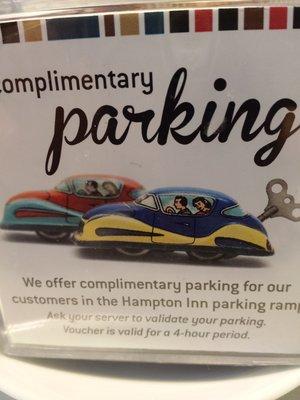 complimentary
parking
We offer complimentary parking for our
customers in the Hampton Inn parking ramp
Ask your server to validate your parking.
Voucher is valid for a 4-hour period.